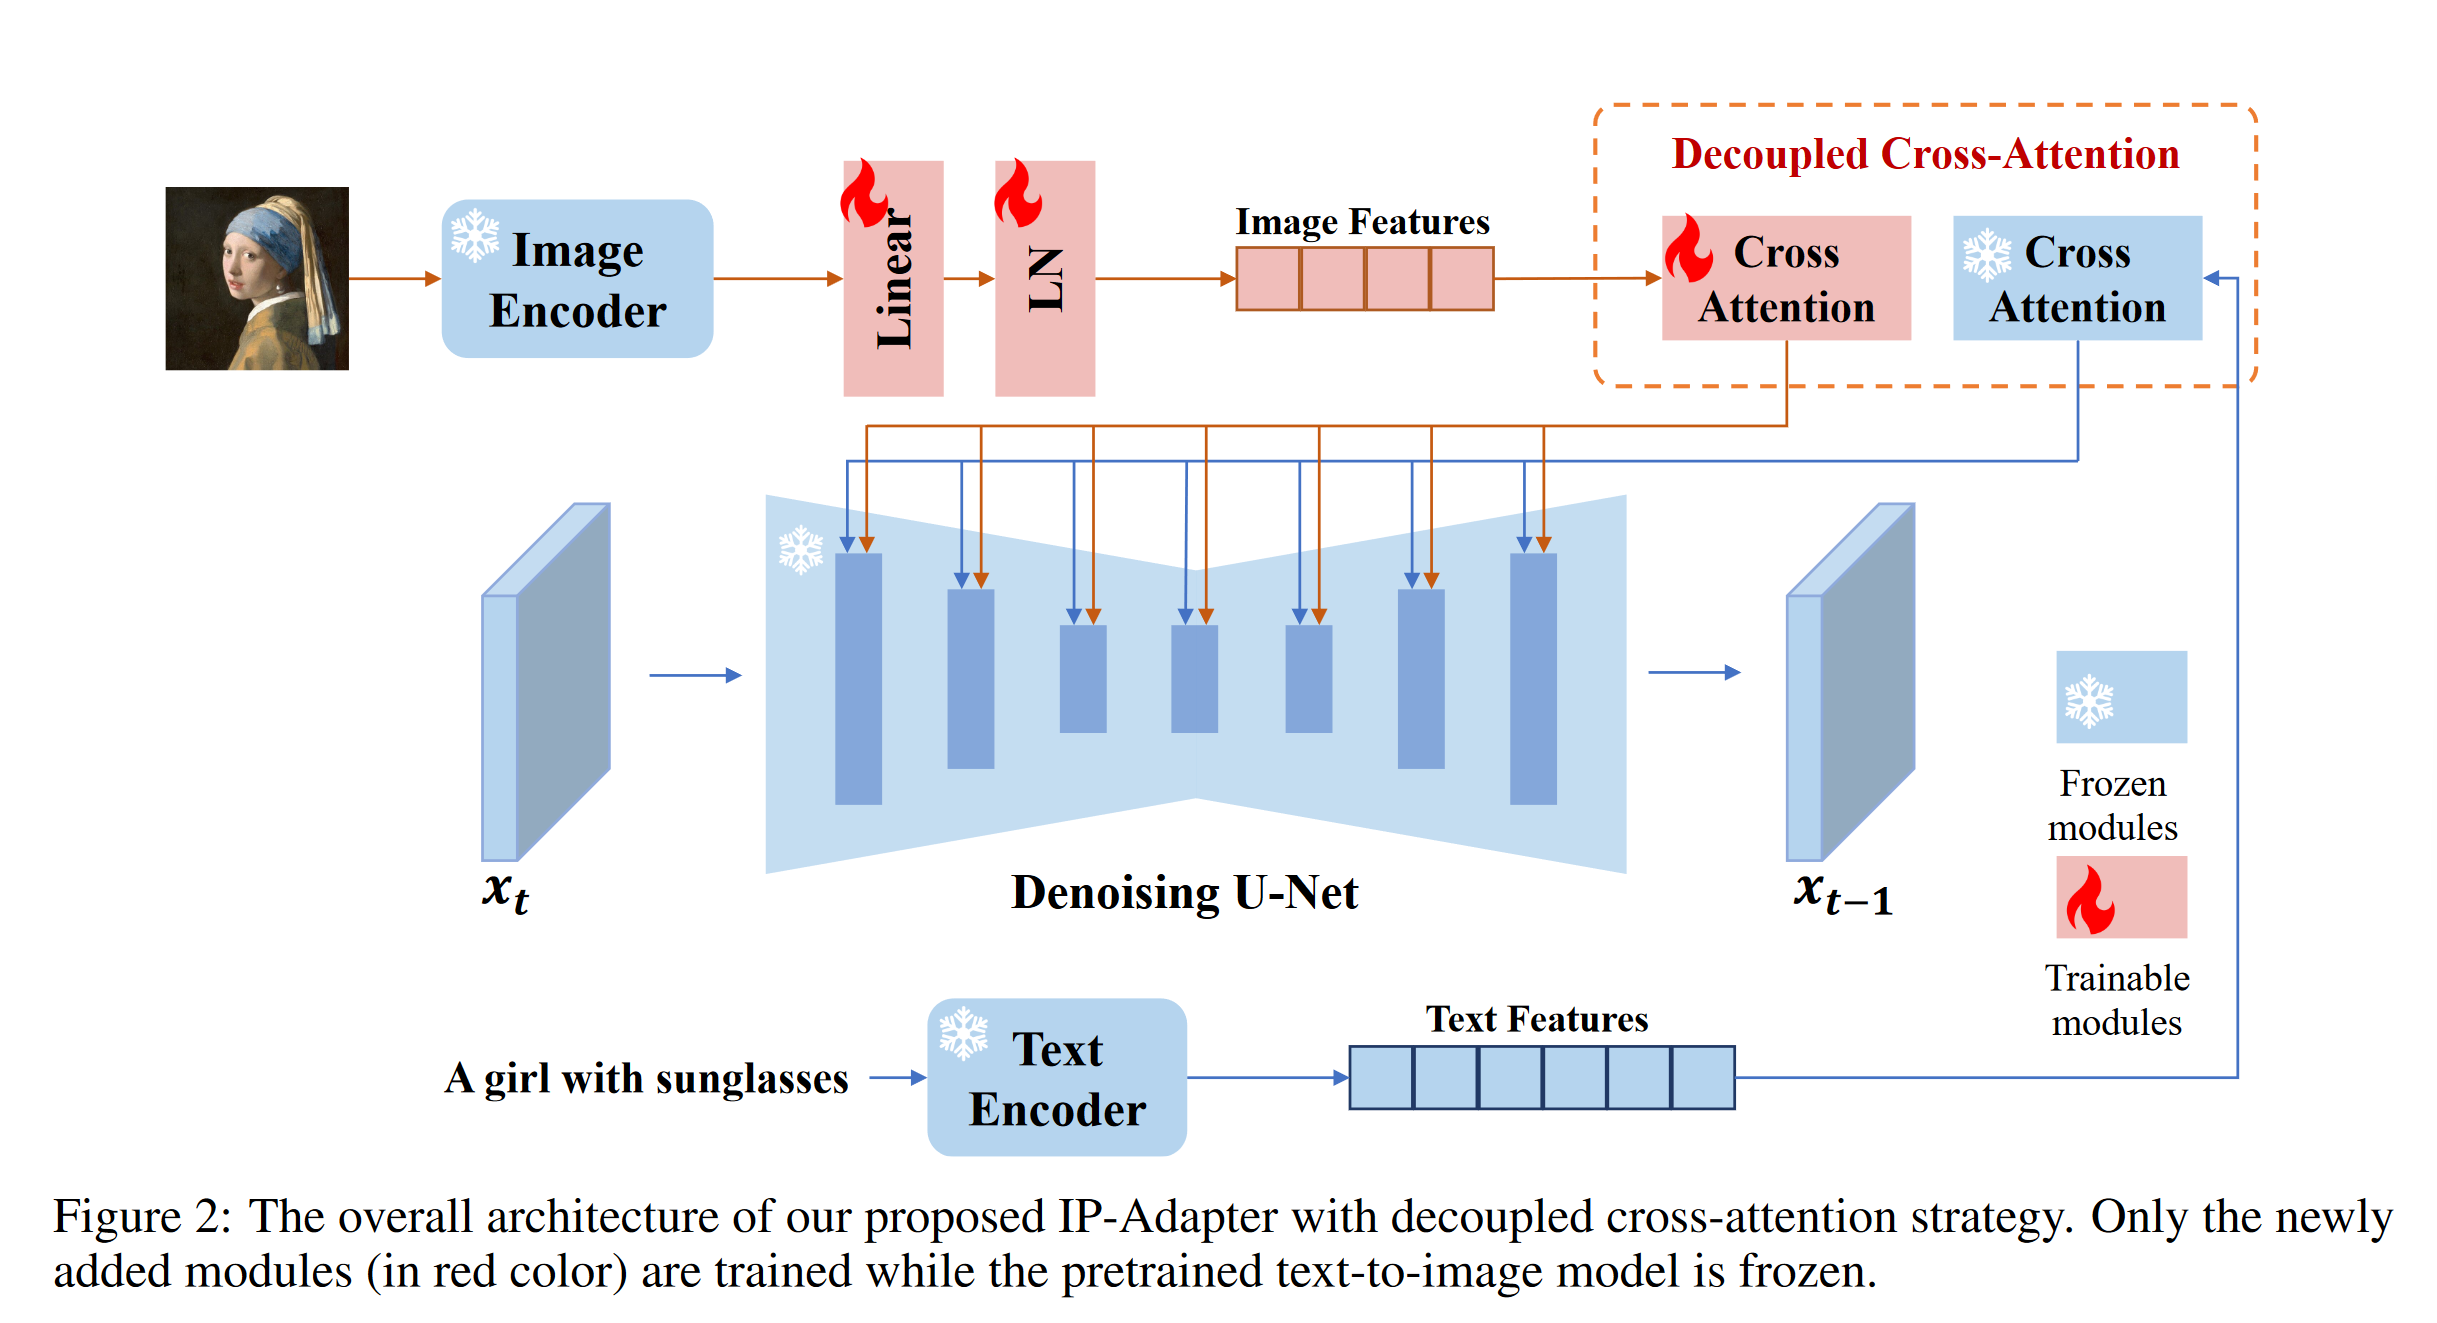 Decoupled Cross-Attention
Image
Encoder
Linear
LN
Image Features
Cross
Attention
Cross
Attention
x_t
Denoising U-Net
x_{t−1}
Frozen
modules
Trainable
modules
A girl with sunglasses
Text
Encoder
Text Features
Figure 2: The overall architecture of our proposed IP-Adapter with decoupled cross-attention strategy. Only the newly
added modules (in red color) are trained while the pretrained text-to-image model is frozen.